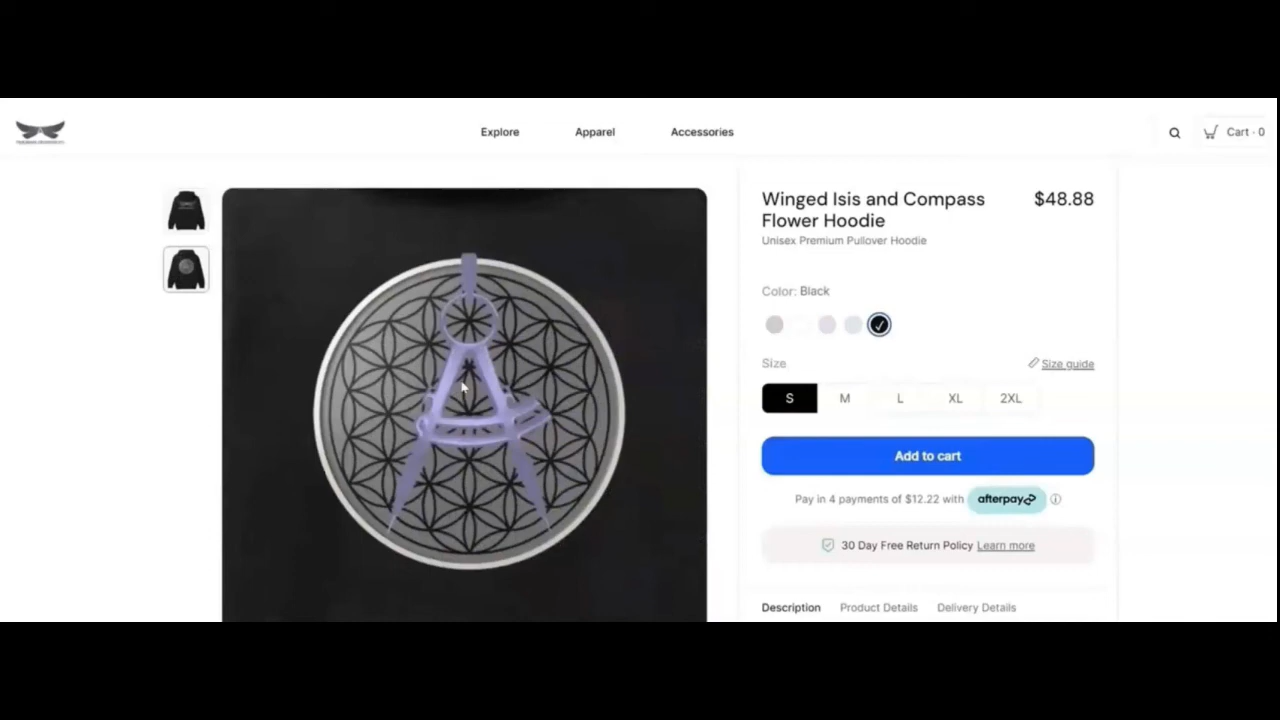 Explore
Apparel
Accessories
Cart · 0
Winged Isis and Compass
Flower Hoodie
$48.88
Unisex Premium Pullover Hoodie
Color: Black
Size
Size guide
S
M
L
XL
2XL
Add to cart
Pay in 4 payments of $12.22 with afterpay
30 Day Free Return Policy Learn more
Description
Product Details
Delivery Details